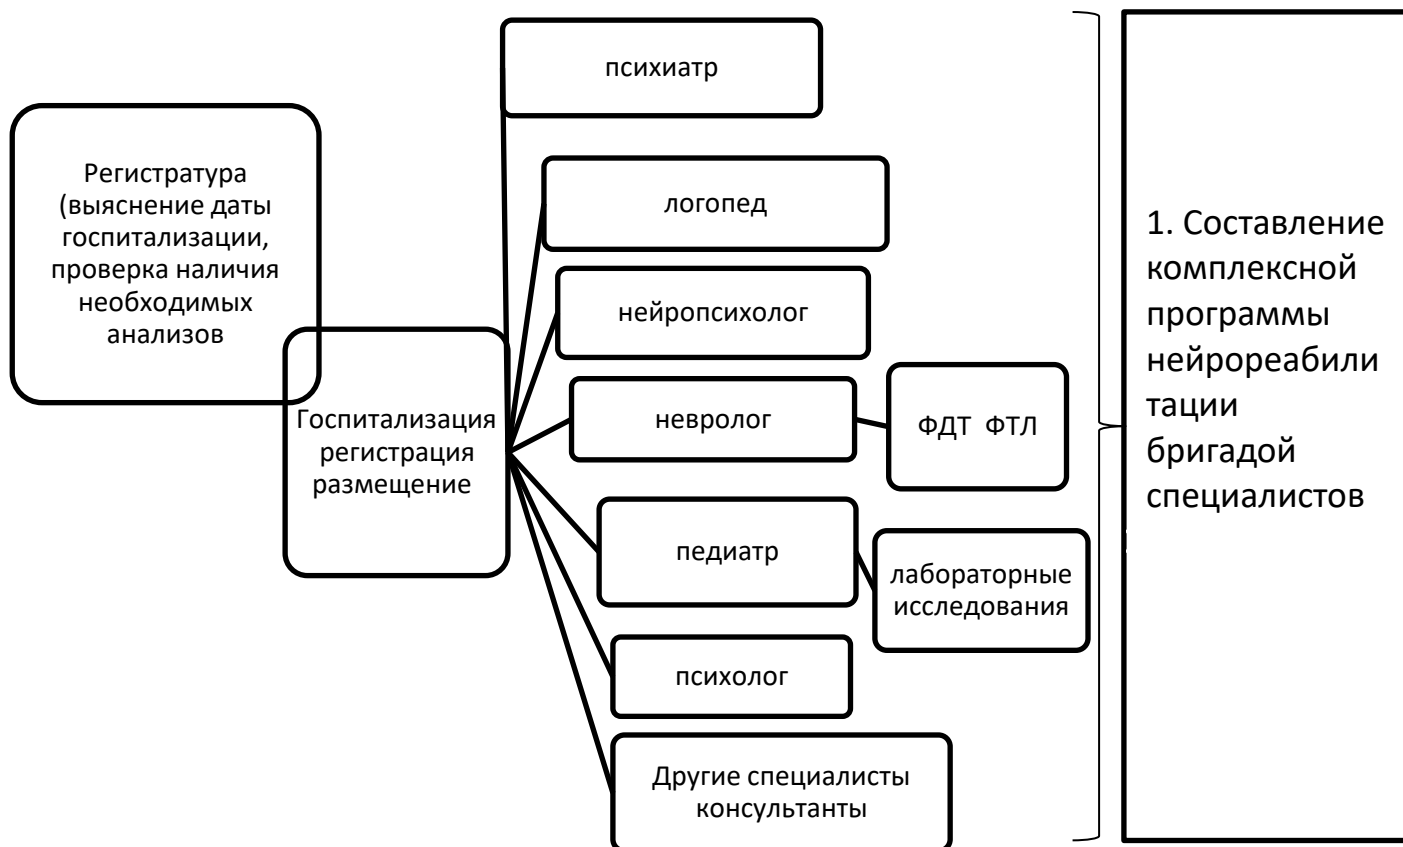 Регистратура
(выяснение даты
госпитализации,
проверка наличия
необходимых
анализов
Госпитализация
регистрация
размещение
психиатр
логопед
нейропсихолог
невролог
ФДТ ФТЛ
педиатр
лабораторные
исследования
психолог
Другие специалисты
консультанты
1. Составление
комплексной
программы
нейрореабили
тации
бригадой
специалистов